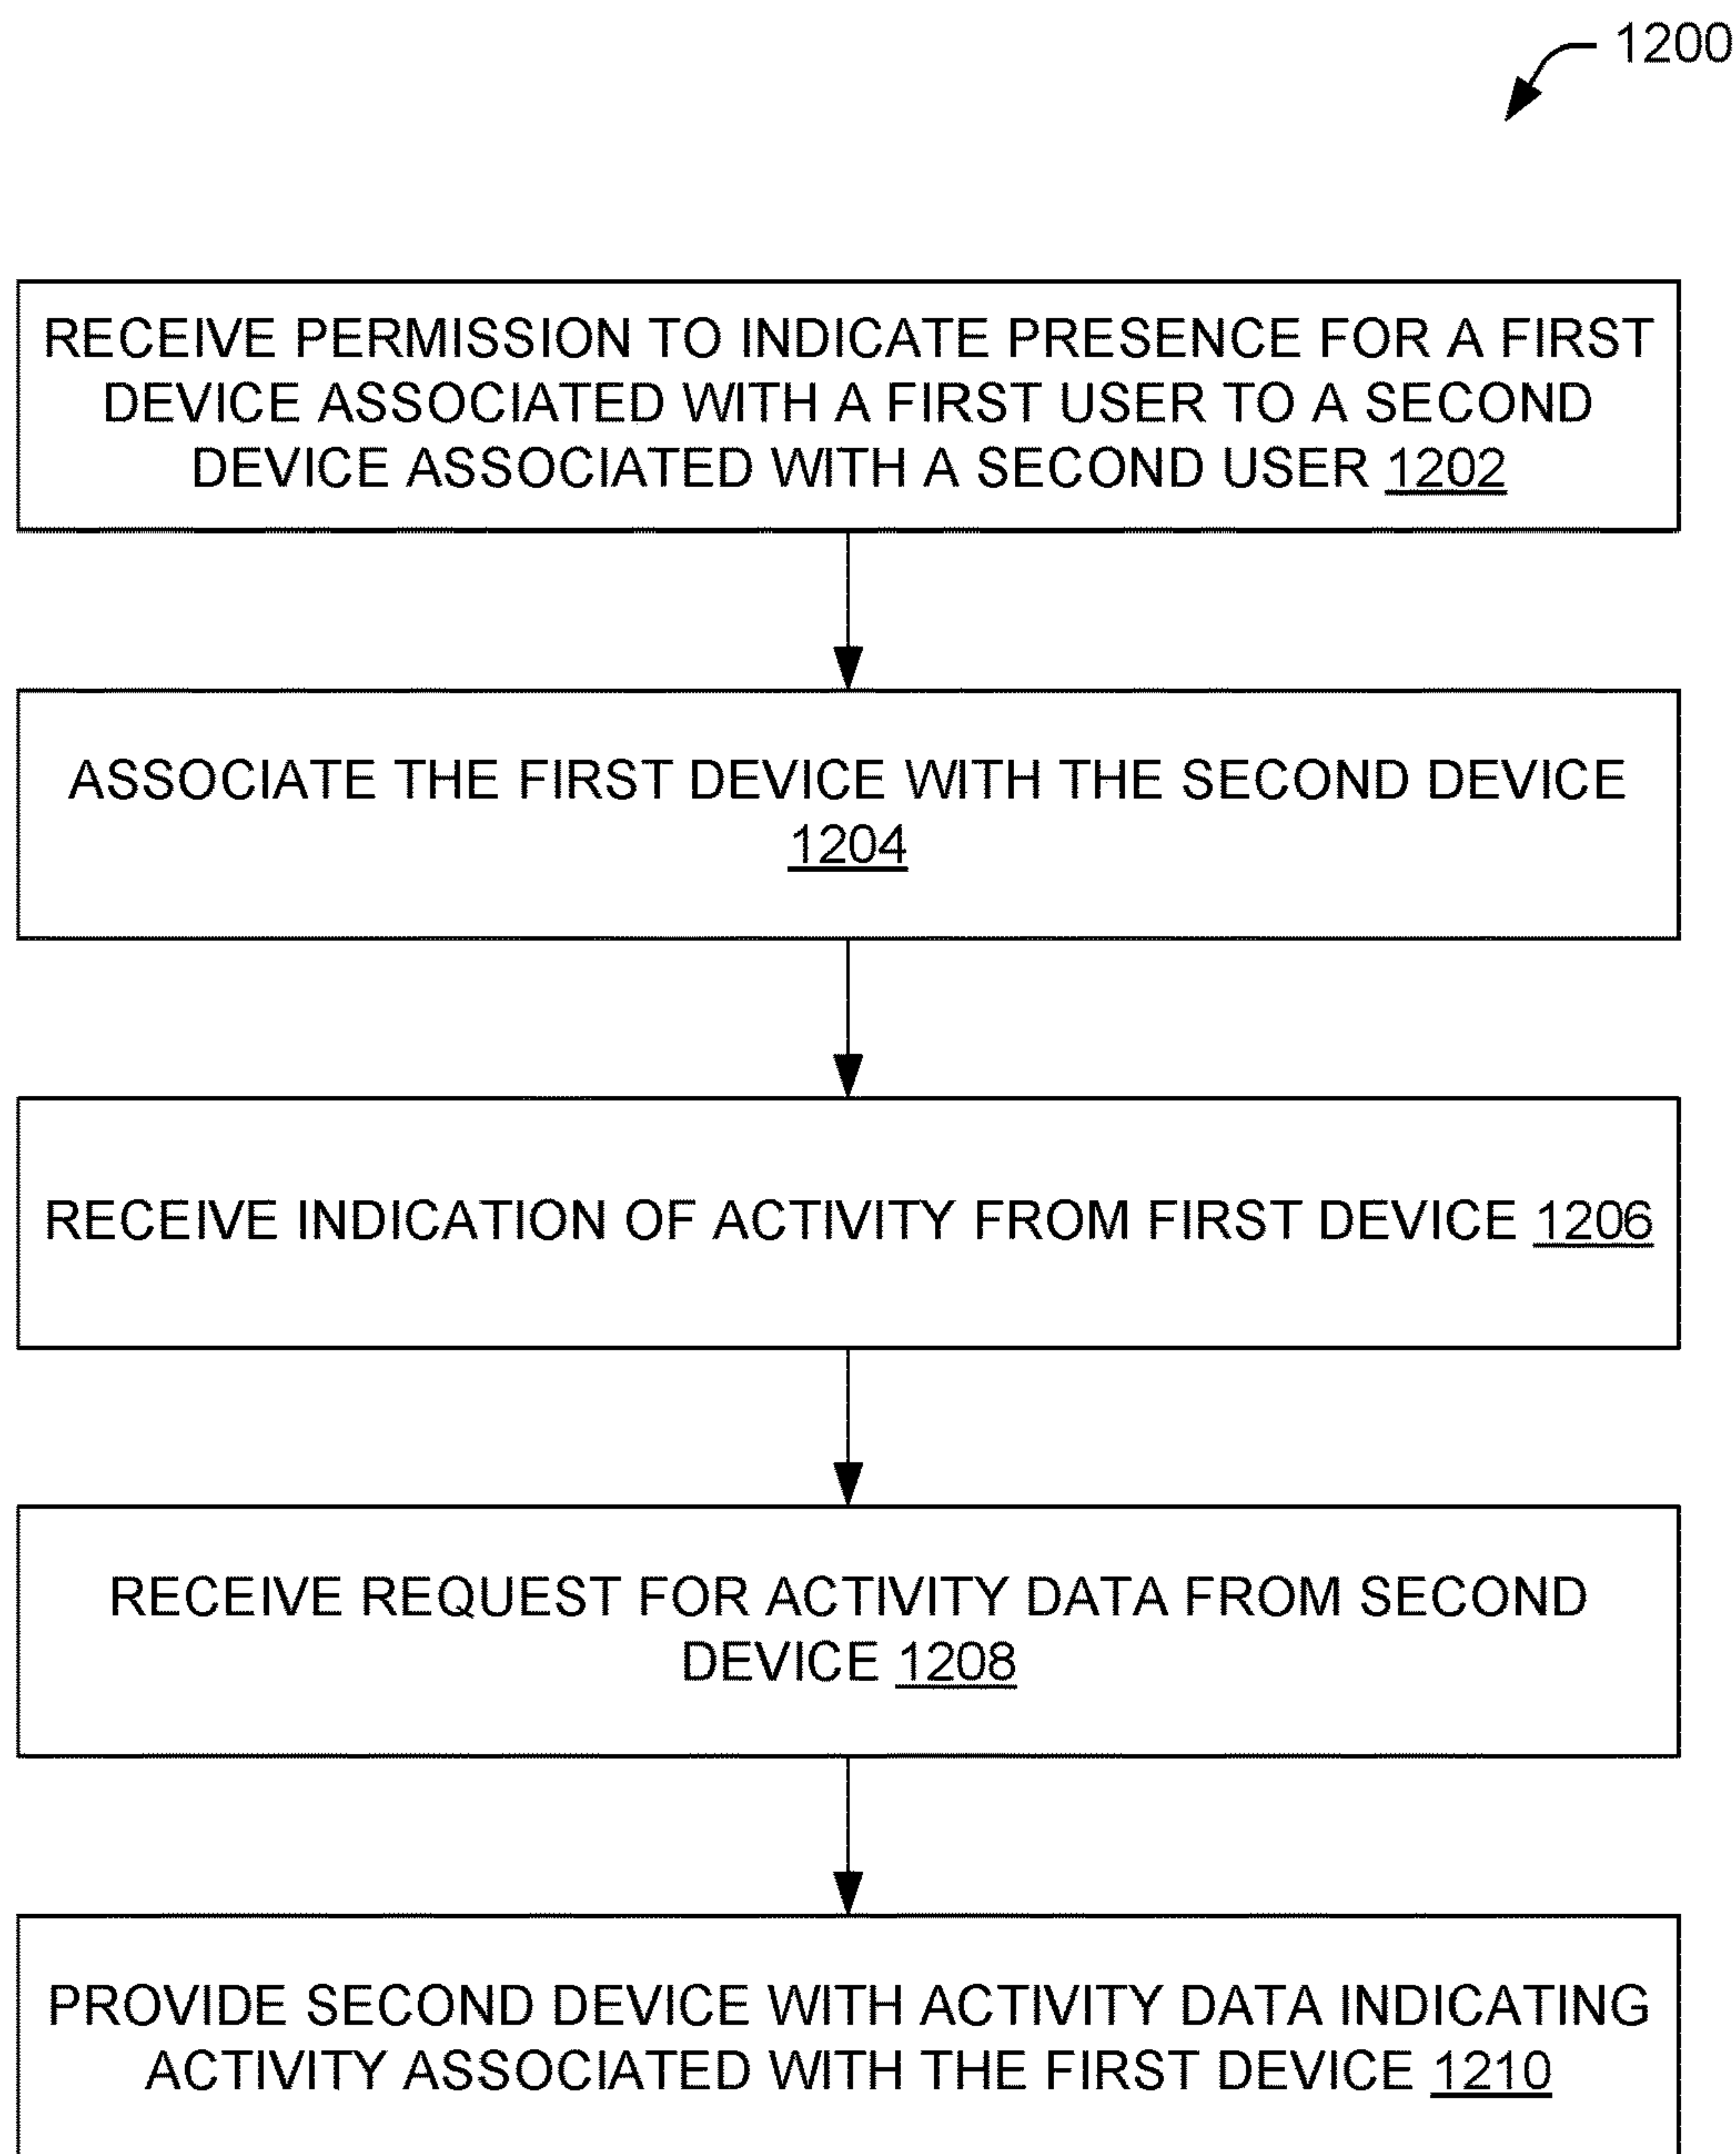 1200
RECEIVE PERMISSION TO INDICATE PRESENCE FOR A FIRST
DEVICE ASSOCIATED WITH A FIRST USER TO A SECOND
DEVICE ASSOCIATED WITH A SECOND USER 1202
ASSOCIATE THE FIRST DEVICE WITH THE SECOND DEVICE
1204
RECEIVE INDICATION OF ACTIVITY FROM FIRST DEVICE 1206
RECEIVE REQUEST FOR ACTIVITY DATA FROM SECOND
DEVICE 1208
PROVIDE SECOND DEVICE WITH ACTIVITY DATA INDICATING
ACTIVITY ASSOCIATED WITH THE FIRST DEVICE 1210